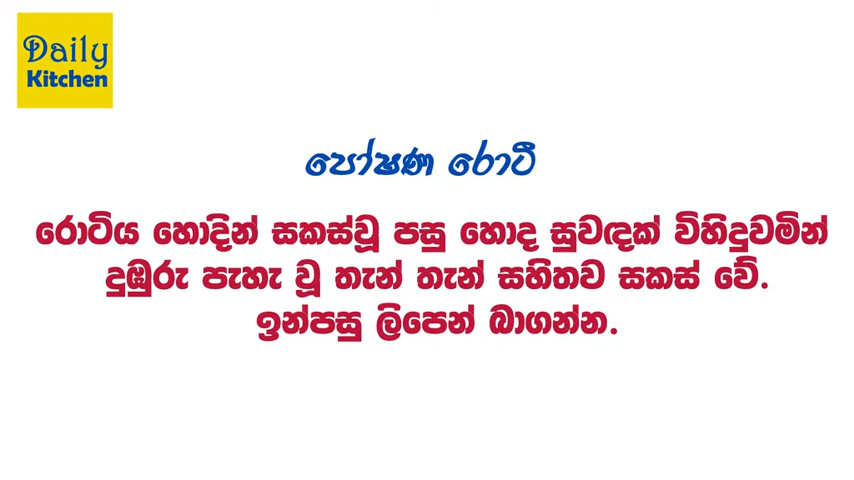 Daily
Kitchen
පෝෂණ රොටී
රොටිය හොදින් සකස්වූ පසු හොද සුවඳක් විහිදුවමින්
දුඹුරු පැහැ වූ තැන් තැන් සහිතව සකස් වේ.
ඉන්පසු ලිපෙන් බාගන්න.